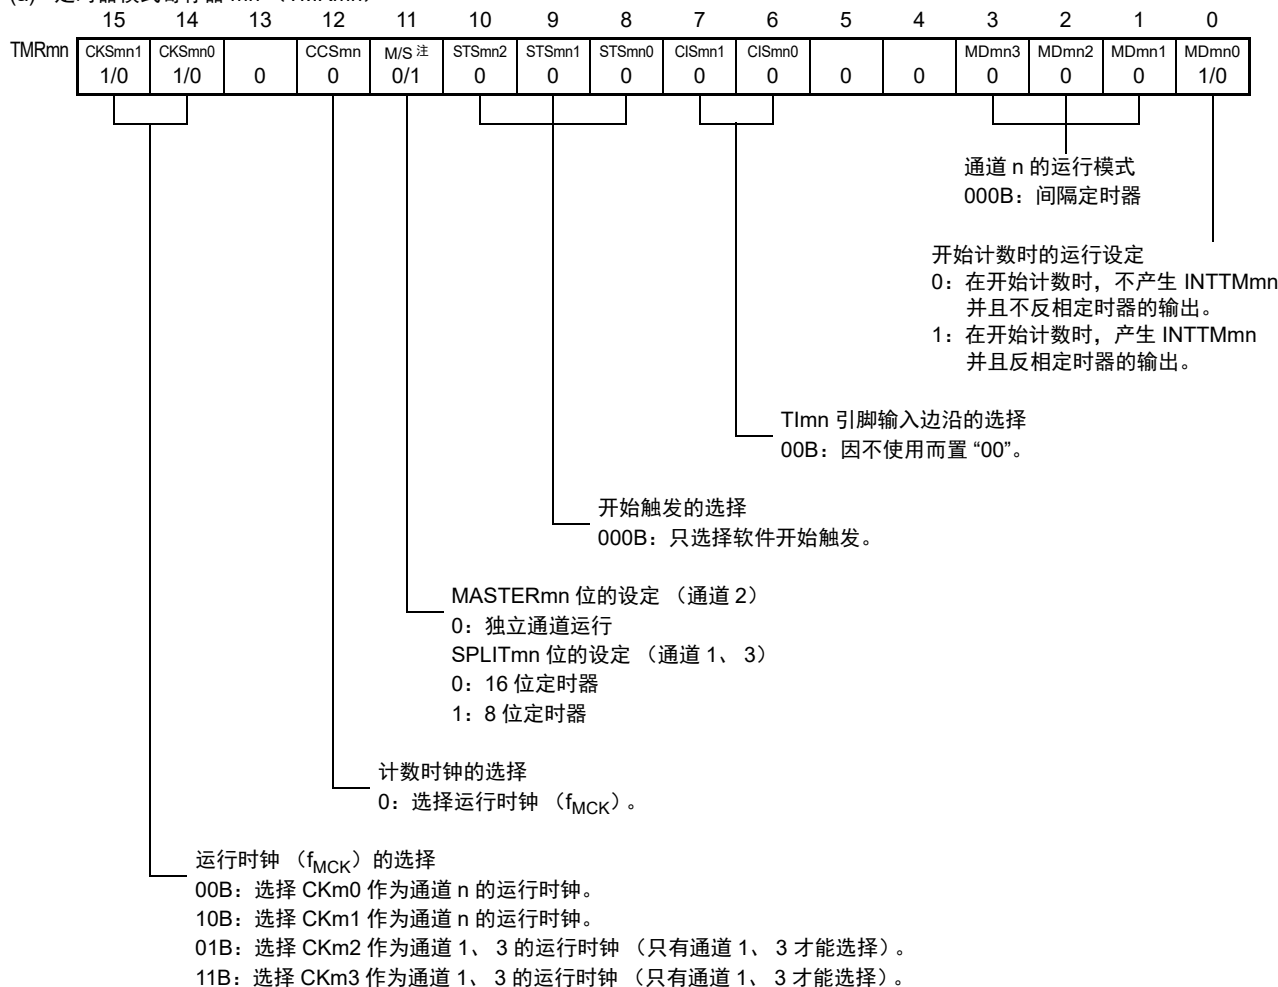 (a) 定时器模式寄存器 mn （TMRmn）
15 14 13 12 11 10 9 8 7 6 5 4 3 2 1 0
TMRmn CKSmn1 CKSmn0 CCSmn M/S 注 STSmn2 STSmn1 STSmn0 CISmn1 CISmn0 MDmn3 MDmn2 MDmn1 MDmn0
1/0 1/0 0 0 0/1 0 0 0 0 0 0 0 0 0 0 1/0
通道 n 的运行模式
000B：间隔定时器
开始计数时的运行设定
0：在开始计数时，不产生 INTTMmn
并且不反相定时器的输出。
1：在开始计数时，产生 INTTMmn
并且反相定时器的输出。
TImn 引脚输入边沿的选择
00B：因不使用而置 “00”。
开始触发的选择
000B：只选择软件开始触发。
MASTERmn 位的设定 （通道 2）
0：独立通道运行
SPLITmn 位的设定 （通道 1、 3）
0：16 位定时器
1：8 位定时器
计数时钟的选择
0：选择运行时钟 （fMCK）。
运行时钟 （fMCK）的选择
00B：选择 CKm0 作为通道 n 的运行时钟。
10B：选择 CKm1 作为通道 n 的运行时钟。
01B：选择 CKm2 作为通道 1、 3 的运行时钟 （只有通道 1、 3 才能选择）。
11B：选择 CKm3 作为通道 1、 3 的运行时钟 （只有通道 1、 3 才能选择）。